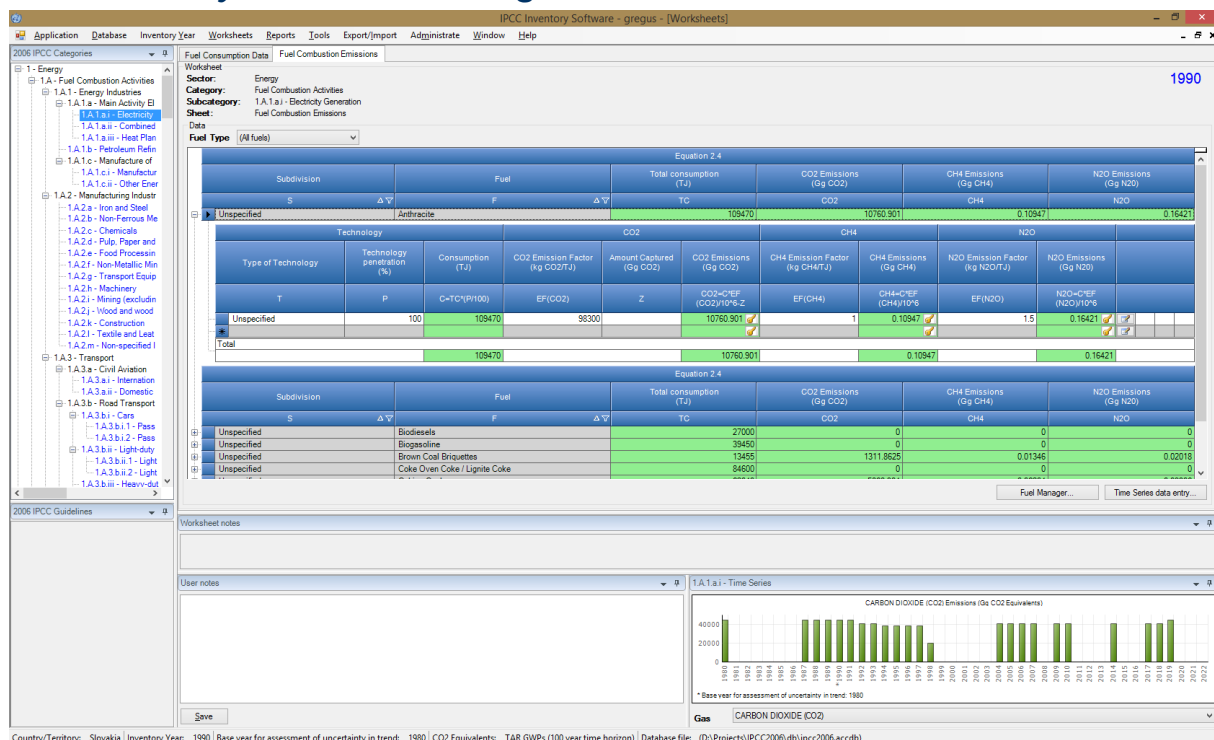 IPCC Inventory Software - gregus - [Worksheets]
Application Database Inventory Year Worksheets Reports Tools Export/Import Administrate Window Help
2006 IPCC Categories
1 - Energy
1.A - Fuel Combustion Activities
1.A.1 - Energy Industries
1.A.1.a - Main Activity El
1.A.1.a.i - Electricity
1.A.1.a.ii - Combined
1.A.1.a.iii - Heat Plan
1.A.1.b - Petroleum Refin
1.A.1.c - Manufacture of
1.A.1.c.i - Manufactur
1.A.1.c.ii - Other Ener
1.A.2 - Manufacturing Industr
1.A.2.a - Iron and Steel
1.A.2.b - Non-Ferrous Me
1.A.2.c - Chemicals
1.A.2.d - Pulp, Paper and
1.A.2.e - Food Processin
1.A.2.f - Non-Metallic Min
1.A.2.g - Transport Equip
1.A.2.h - Machinery
1.A.2.i - Mining (excludin
1.A.2.j - Wood and wood
1.A.2.k - Construction
1.A.2.l - Textile and Leat
1.A.2.m - Non-specified I
1.A.3 - Transport
1.A.3.a - Civil Aviation
1.A.3.a.i - Internation
1.A.3.a.ii - Domestic
1.A.3.b - Road Transport
1.A.3.b.i - Cars
1.A.3.b.i.1 - Pass
1.A.3.b.i.2 - Pass
1.A.3.b.ii - Light-duty
1.A.3.b.ii.1 - Light
1.A.3.b.ii.2 - Light
1.A.3.b.iii - Heavy-dut
2006 IPCC Guidelines
Fuel Consumption Data Fuel Combustion Emissions
Worksheet
Sector: Energy
1990
Category: Fuel Combustion Activities
Subcategory: 1.A.1.a.i - Electricity Generation
Sheet: Fuel Combustion Emissions
Data
Fuel Type (All fuels)
Equation 2.4
Subdivision Fuel Total consumption (TJ) CO2 Emissions (Gg CO2) CH4 Emissions (Gg CH4) N2O Emissions (Gg N20)
S F TC CO2 CH4 N2O
Unspecified Anthracite 109470 10760.901 0.10947 0.16421
Technology CO2 CH4 N2O
Type of Technology Technology penetration (%) Consumption (TJ) CO2 Emission Factor (kg CO2/TJ) Amount Captured (Gg CO2) CO2 Emissions (Gg CO2) CH4 Emission Factor (kg CH4/TJ) CH4 Emissions (Gg CH4) N2O Emission Factor (kg N2O/TJ) N2O Emissions (Gg N20)
T P C=TC*(P/100) EF(CO2) Z CO2=C*EF (CO2)/10^6-Z EF(CH4) CH4=C*EF (CH4)/10^6 EF(N2O) N2O=C*EF (N2O)/10^6
Unspecified 100 109470 98300 10760.901 1 0.10947 1.5 0.16421
*
Total
109470 10760.901 0.10947 0.16421
Equation 2.4
Subdivision Fuel Total consumption (TJ) CO2 Emissions (Gg CO2) CH4 Emissions (Gg CH4) N2O Emissions (Gg N20)
S F TC CO2 CH4 N2O
Unspecified Biodiesels 27000 0 0 0
Unspecified Biogasoline 39450 0 0 0
Unspecified Brown Coal Briquettes 13455 1311.8625 0.01346 0.02018
Unspecified Coke Oven Coke / Lignite Coke 84600 0 0 0
Fuel Manager... Time Series data entry...
Worksheet notes
User notes
Save
1.A.1.a.i - Time Series
CARBON DIOXIDE (CO2) Emissions (Gg CO2 Equivalents)
40000
20000
0
1980 1981 1982 1983 1984 1985 1986 1987 1988 1989 *1990 1991 1992 1993 1994 1995 1996 1997 1998 1999 2000 2001 2002 2003 2004 2005 2006 2007 2008 2009 2010 2011 2012 2013 2014 2015 2016 2017 2018 2019 2020 2021 2022
* Base year for assessment of uncertainty in trend: 1980
Gas CARBON DIOXIDE (CO2)
Country/Territory: Slovakia Inventory Year: 1990 Base year for assessment of uncertainty in trend: 1980 CO2 Equivalents: TAR GWPs (100 year time horizon) Database file: (D:\Projects\IPCC2006\db\ipcc2006.accdb)